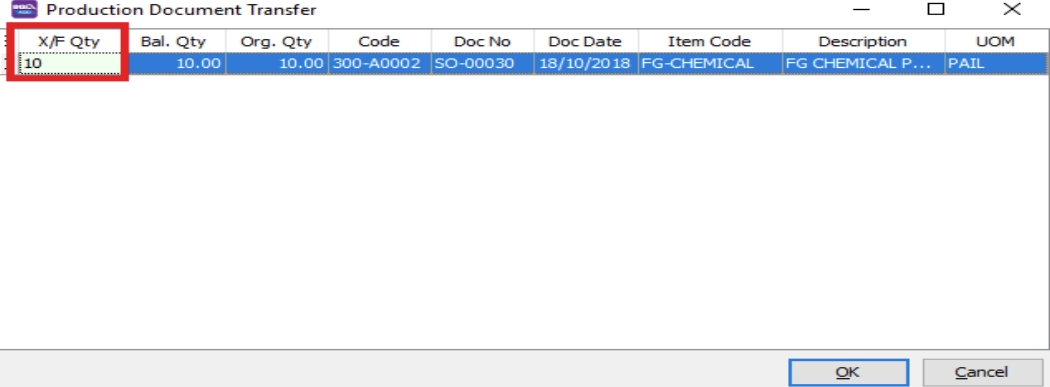 Production Document Transfer
X/F Qty Bal. Qty Org. Qty Code Doc No Doc Date Item Code Description UOM
10 10.00 10.00 300-A0002 SO-00030 18/10/2018 FG-CHEMICAL FG CHEMICAL P... PAIL
OK Cancel